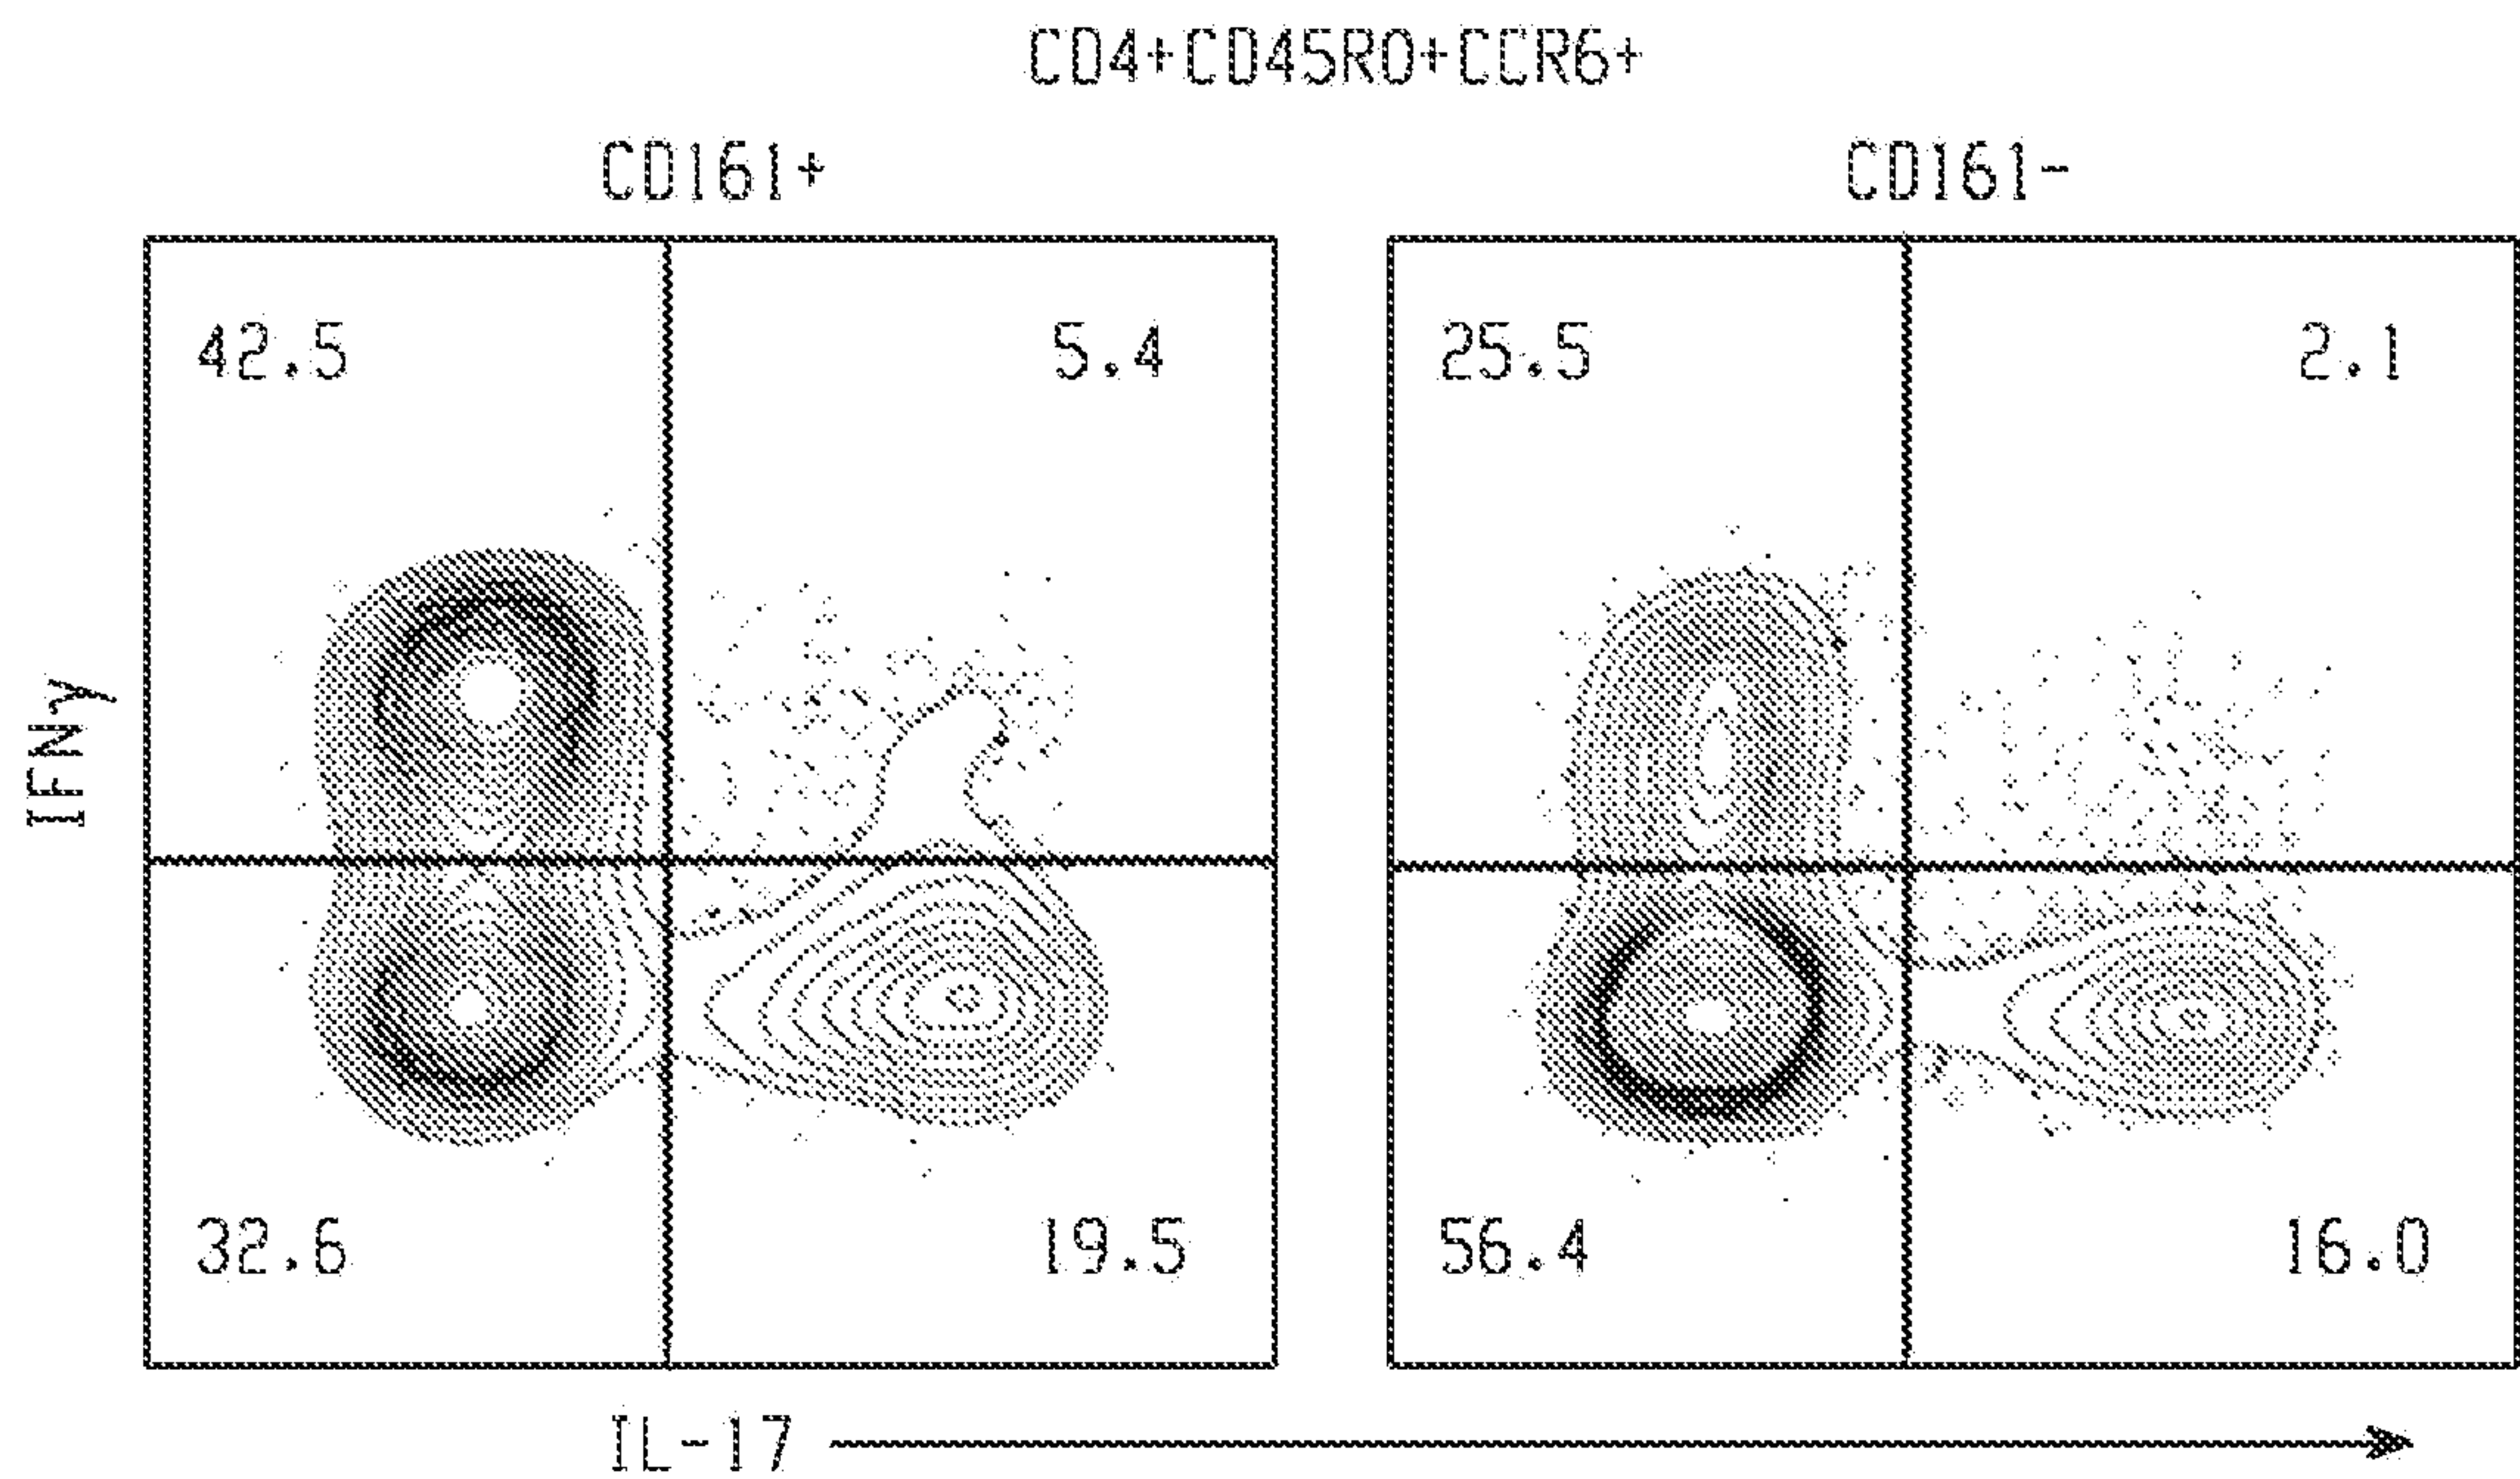 CD4+CD45RO+CCR6+
CD161+ CD161-
42.5 5.4 25.5 2.1
IFNγ
32.6 19.5 56.4 16.0
IL-17